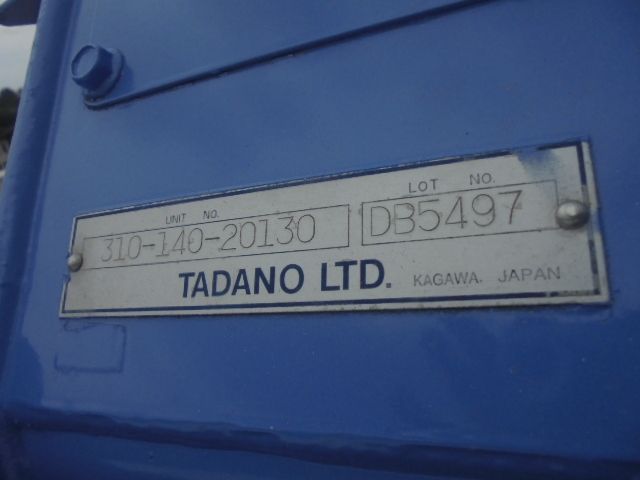 UNIT NO. LOT NO.
310-140-20130 DB5497
TADANO LTD. KAGAWA, JAPAN